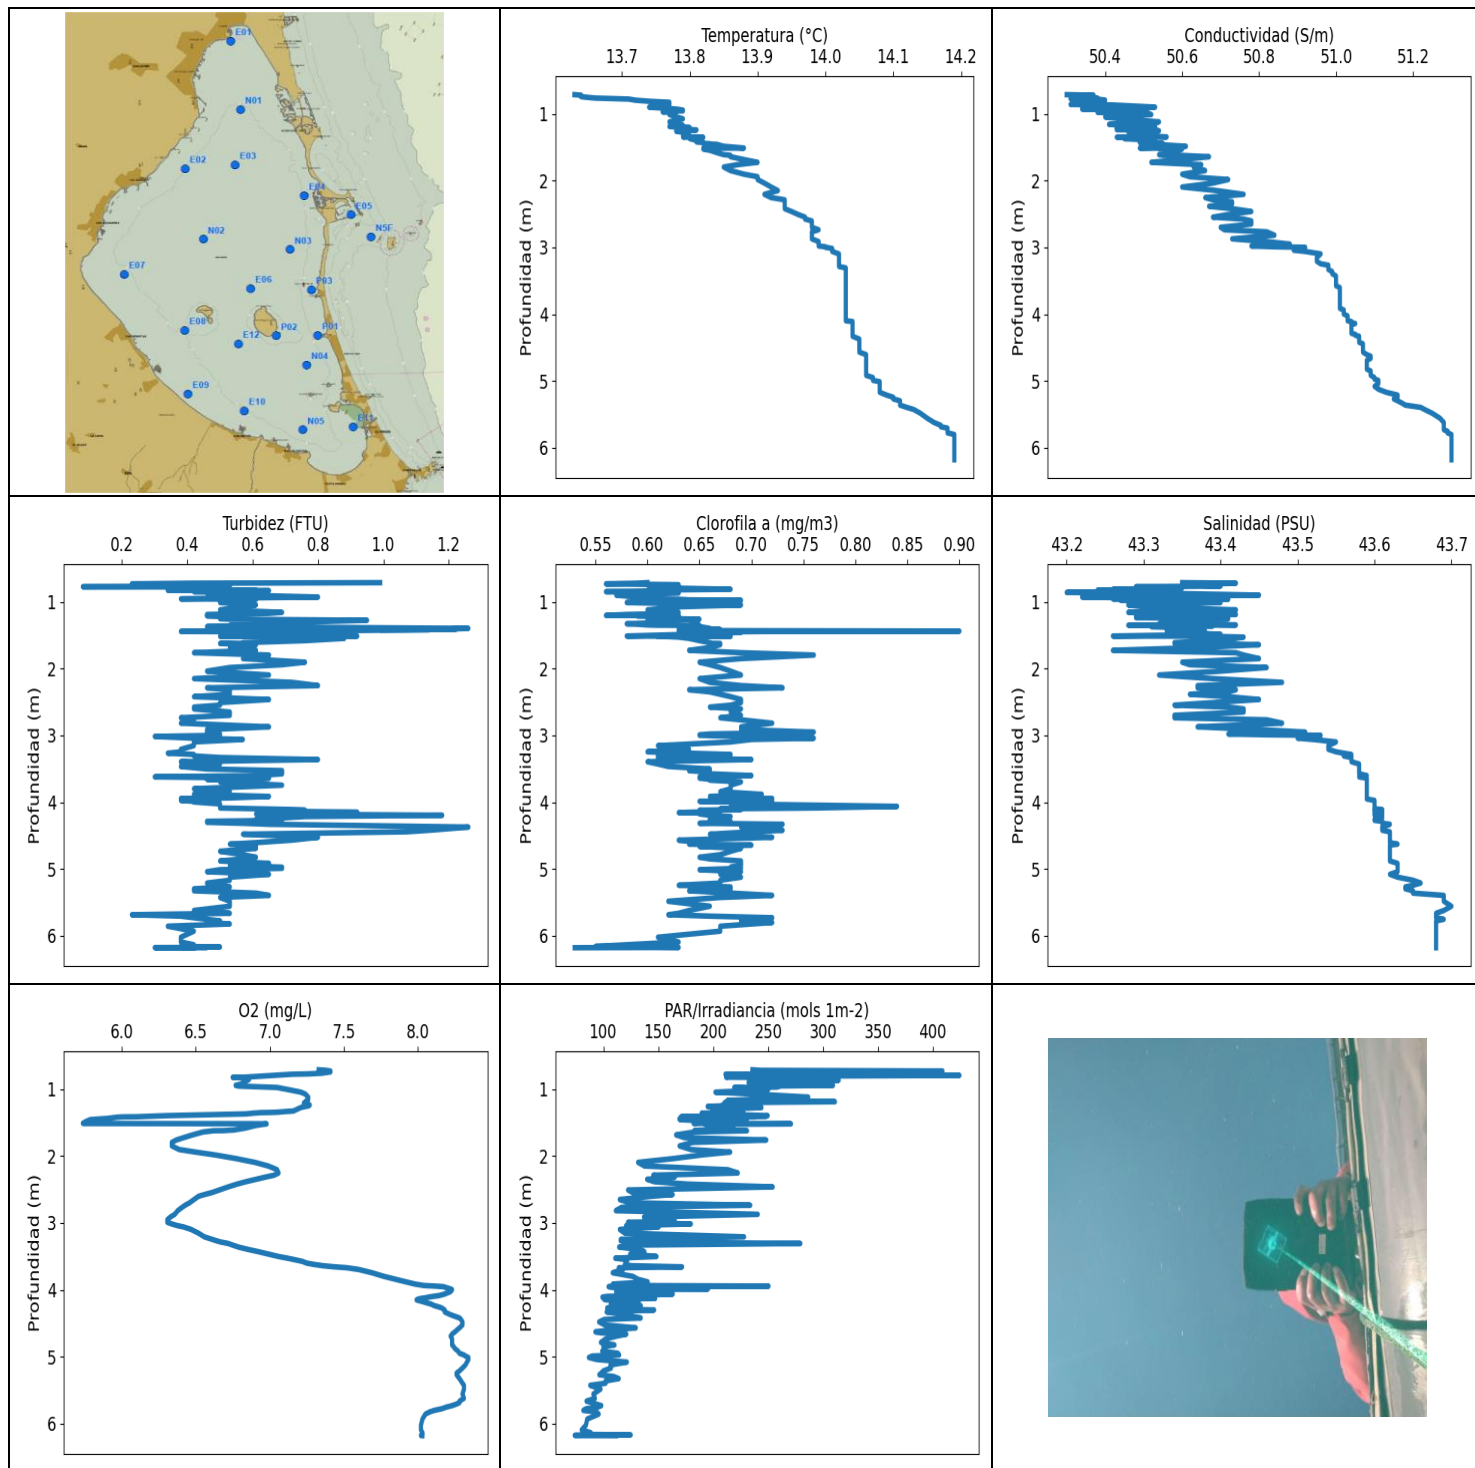 E01
N01
E02
E03
E04
E05
N5F
N02
N03
E07
E06
P03
E08
P02
P01
E12
N04
E09
E10
N05
E11
Temperatura (°C)
13.7 13.8 13.9 14.0 14.1 14.2
Profundidad (m)
1
2
3
4
5
6
Conductividad (S/m)
50.4 50.6 50.8 51.0 51.2
Profundidad (m)
1
2
3
4
5
6
Turbidez (FTU)
0.2 0.4 0.6 0.8 1.0 1.2
Profundidad (m)
1
2
3
4
5
6
Clorofila a (mg/m3)
0.55 0.60 0.65 0.70 0.75 0.80 0.85 0.90
Profundidad (m)
1
2
3
4
5
6
Salinidad (PSU)
43.2 43.3 43.4 43.5 43.6 43.7
Profundidad (m)
1
2
3
4
5
6
O2 (mg/L)
6.0 6.5 7.0 7.5 8.0
Profundidad (m)
1
2
3
4
5
6
PAR/Irradiancia (mols 1m-2)
100 150 200 250 300 350 400
Profundidad (m)
1
2
3
4
5
6